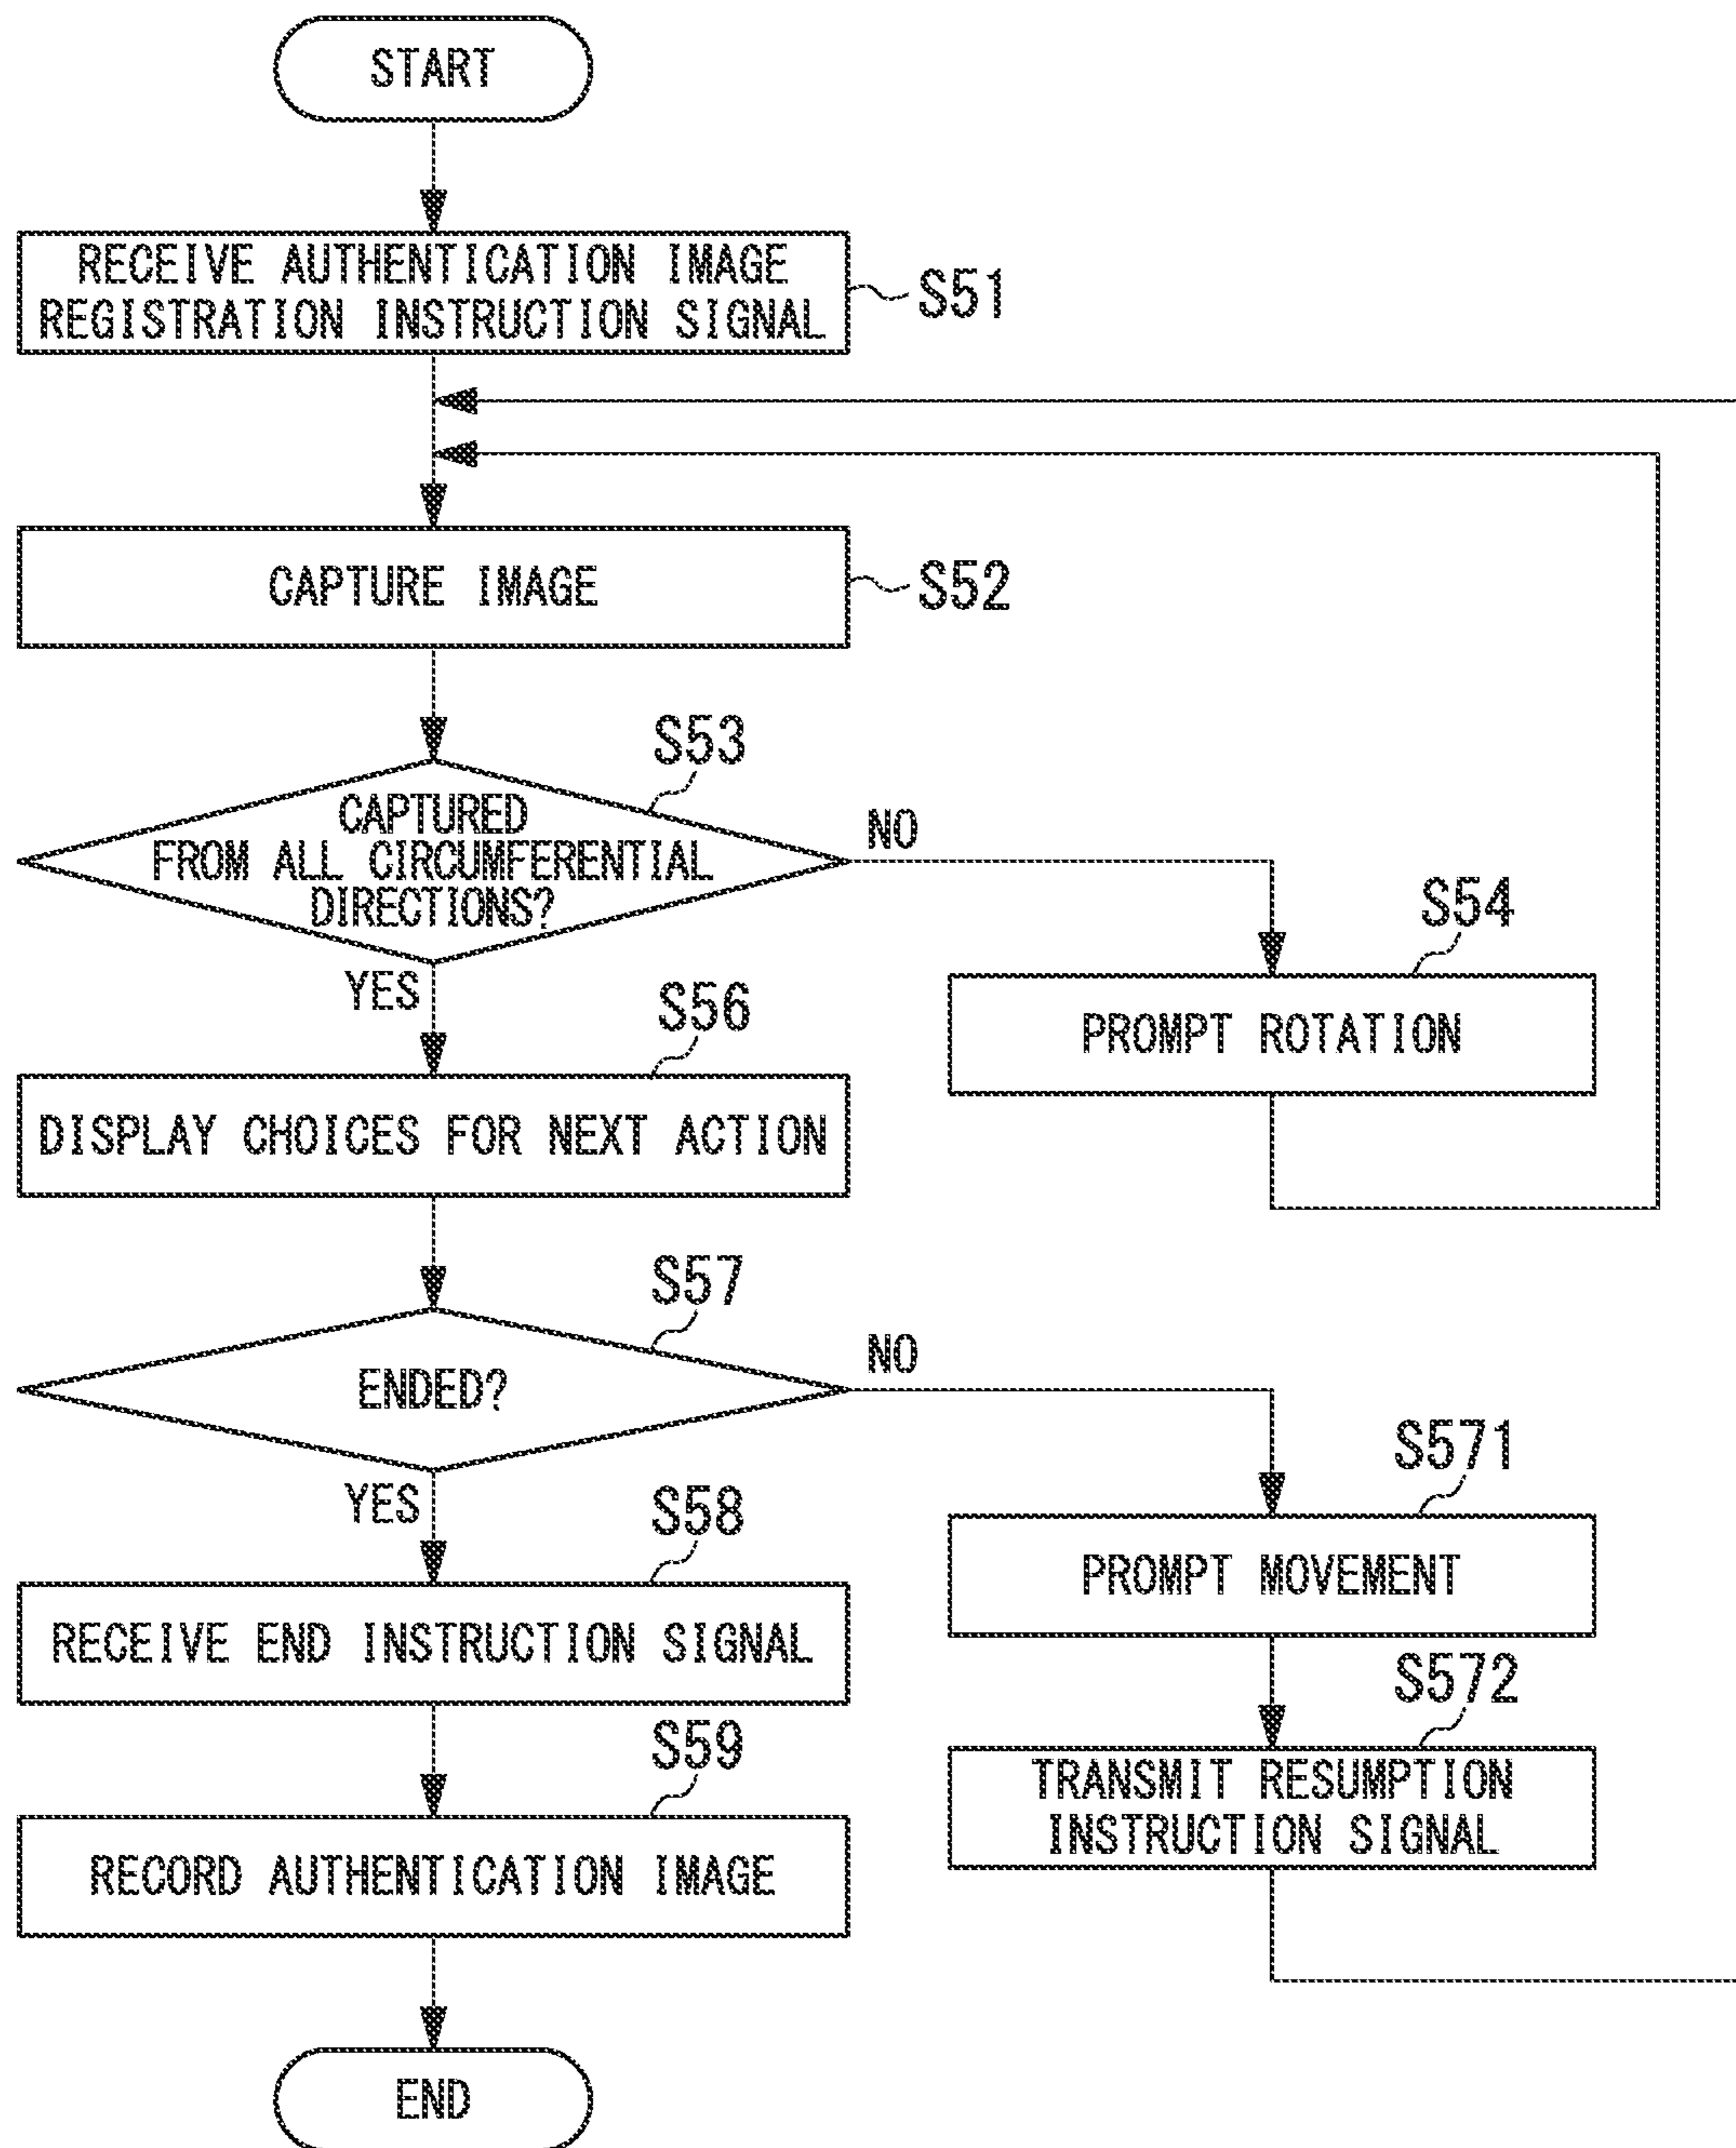 START
RECEIVE AUTHENTICATION IMAGE
REGISTRATION INSTRUCTION SIGNAL
S51
CAPTURE IMAGE
S52
S53
CAPTURED
FROM ALL CIRCUMFERENTIAL
DIRECTIONS?
NO
YES
S54
PROMPT ROTATION
S56
DISPLAY CHOICES FOR NEXT ACTION
S57
ENDED?
NO
YES
S571
PROMPT MOVEMENT
S58
RECEIVE END INSTRUCTION SIGNAL
S572
TRANSMIT RESUMPTION
INSTRUCTION SIGNAL
S59
RECORD AUTHENTICATION IMAGE
END